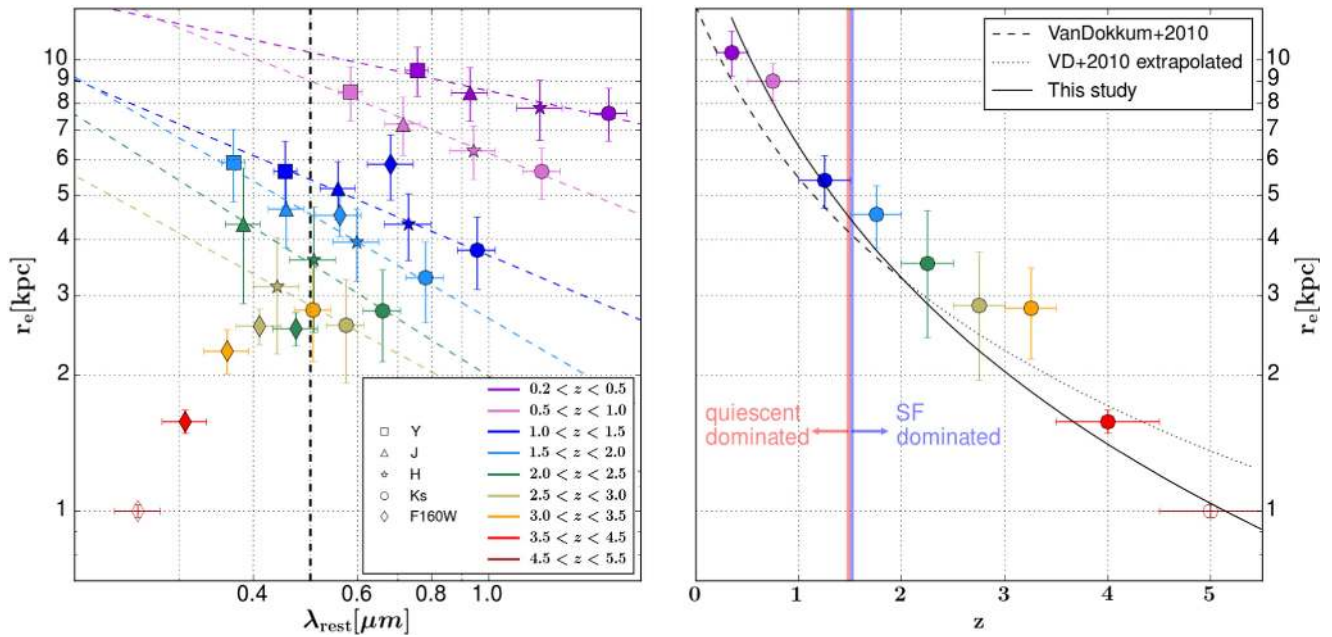 10
9
8
7
6
5
4
3
2
1
r_e[kpc]
0.4
0.6
0.8
1.0
λ_rest[μm]
Y
J
H
Ks
F160W
0.2 < z < 0.5
0.5 < z < 1.0
1.0 < z < 1.5
1.5 < z < 2.0
2.0 < z < 2.5
2.5 < z < 3.0
3.0 < z < 3.5
3.5 < z < 4.5
4.5 < z < 5.5
VanDokkum+2010
VD+2010 extrapolated
This study
quiescent
dominated
SF
dominated
0
1
2
3
4
5
z
10
9
8
7
6
5
4
3
2
1
r_e[kpc]